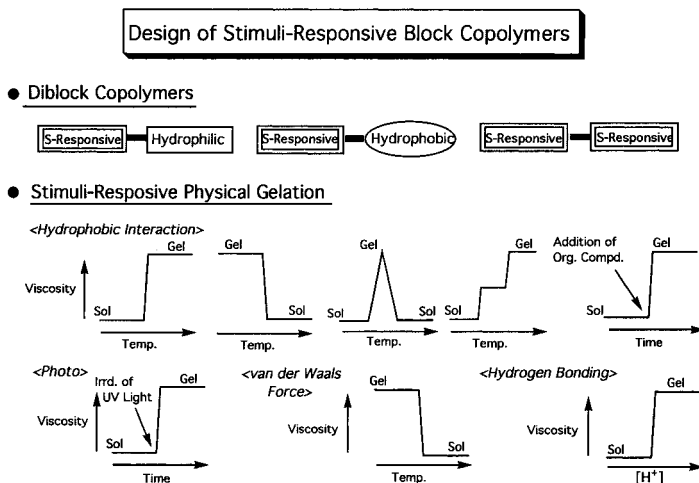 Design of Stimuli-Responsive Block Copolymers
● Diblock Copolymers
S-Responsive Hydrophilic S-Responsive Hydrophobic S-Responsive S-Responsive
● Stimuli-Resposive Physical Gelation
<Hydrophobic Interaction>
Viscosity Sol Gel Temp.
Gel Sol Temp.
Sol Gel Sol Temp.
Sol Gel Temp.
Addition of
Org. Compd.
Sol Gel Time
<Photo>
Irrd. of
UV Light
Viscosity Sol Gel Time
<van der Waals
Force>
Viscosity Gel Sol Temp.
<Hydrogen Bonding>
Viscosity Sol Gel [H⁺]